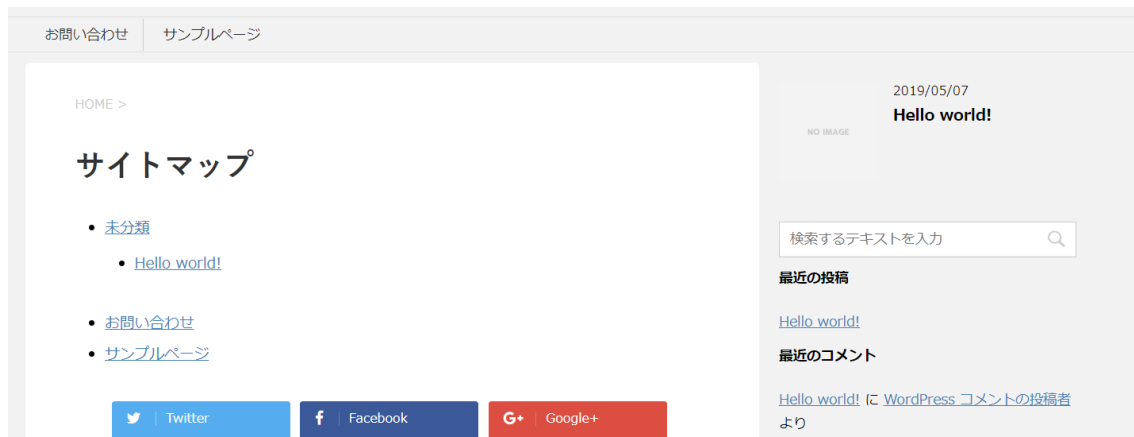 お問い合わせ
サンプルページ
HOME >
サイトマップ
未分類
Hello world!
お問い合わせ
サンプルページ
Twitter
Facebook
G+ Google+
2019/05/07
Hello world!
NO IMAGE
検索するテキストを入力
最近の投稿
Hello world!
最近のコメント
Hello world! に WordPress コメントの投稿者
より